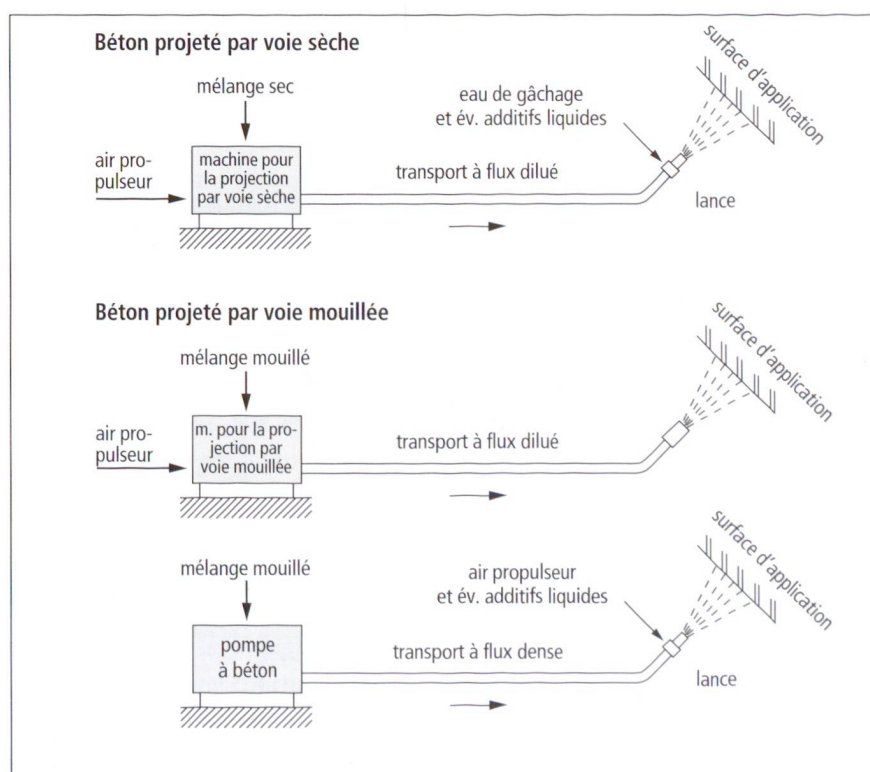 Béton projeté par voie sèche
mélange sec
air pro-
pulseur
machine pour
la projection
par voie sèche
transport à flux dilué
eau de gâchage
et év. additifs liquides
surface d'application
lance
Béton projeté par voie mouillée
mélange mouillé
air pro-
pulseur
m. pour la pro-
jection par
voie mouillée
transport à flux dilué
surface d'application
mélange mouillé
pompe
à béton
transport à flux dense
air propulseur
et év. additifs liquides
surface d'application
lance